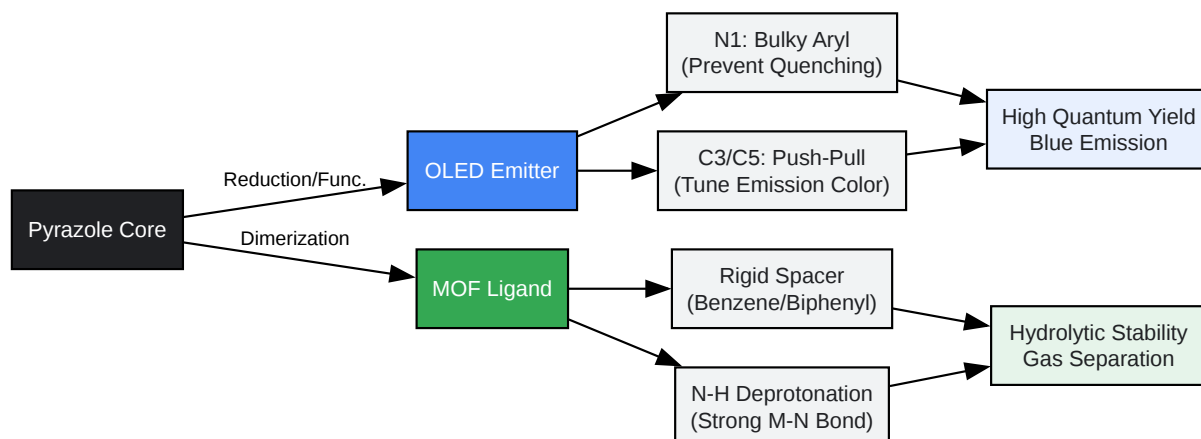 N1: Bulky Aryl
(Prevent Quenching)
High Quantum Yield
Blue Emission
OLED Emitter
C3/C5: Push-Pull
(Tune Emission Color)
Reduction/Func.
Pyrazole Core
Dimerization
MOF Ligand
Rigid Spacer
(Benzene/Biphenyl)
Hydrolytic Stability
Gas Separation
N-H Deprotonation
(Strong M-N Bond)